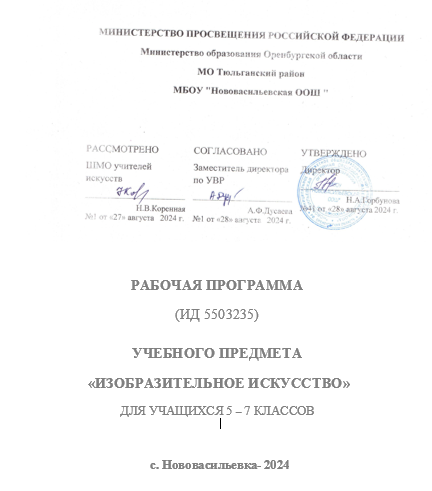 МИНИСТЕРСТВО ПРОСВЕЩЕНИЯ РОССИЙСКОЙ ФЕДЕРАЦИИ
Министерство образования Оренбургской области
МО Тюльганский район
МБОУ "Нововасильевская ООШ "
РАССМОТРЕНО СОГЛАСОВАНО УТВЕРЖДЕНО
ШМО учителей Заместитель директора Директор
искусств по УВР
Н.В.Коренная А.Ф.Дусаева Н.А.Горбунова
№1 от «27» августа 2024 г. №1 от «28» августа 2024 г. №41 от «28» августа 2024 г.
РАБОЧАЯ ПРОГРАММА
(ИД 5503235)
УЧЕБНОГО ПРЕДМЕТА
«ИЗОБРАЗИТЕЛЬНОЕ ИСКУССТВО»
ДЛЯ УЧАЩИХСЯ 5 – 7 КЛАССОВ
с. Нововасильевка- 2024